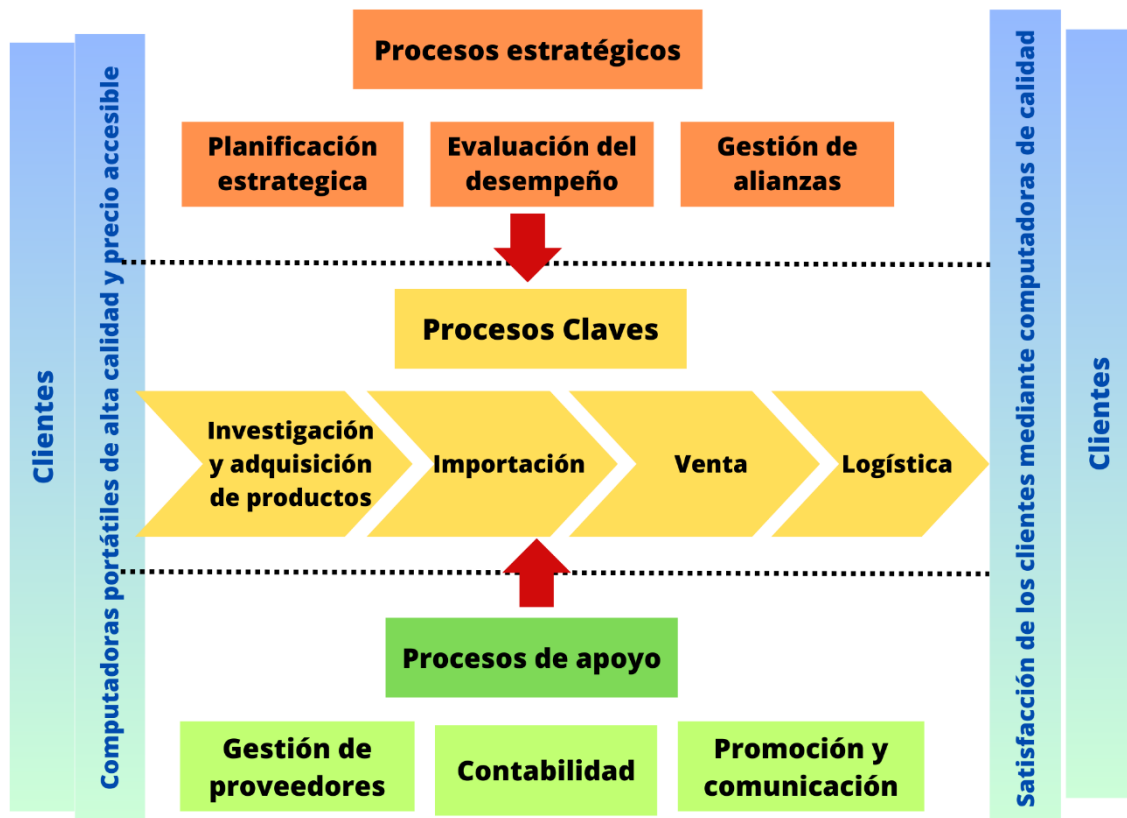 Clientes
Computadoras portátiles de alta calidad y precio accesible
Procesos estratégicos
Planificación
estrategica
Evaluación del
desempeño
Gestión de
alianzas
Procesos Claves
Investigación
y adquisición
de productos
Importación
Venta
Logística
Procesos de apoyo
Gestión de
proveedores
Contabilidad
Promoción y
comunicación
Satisfacción de los clientes mediante computadoras de calidad
Clientes